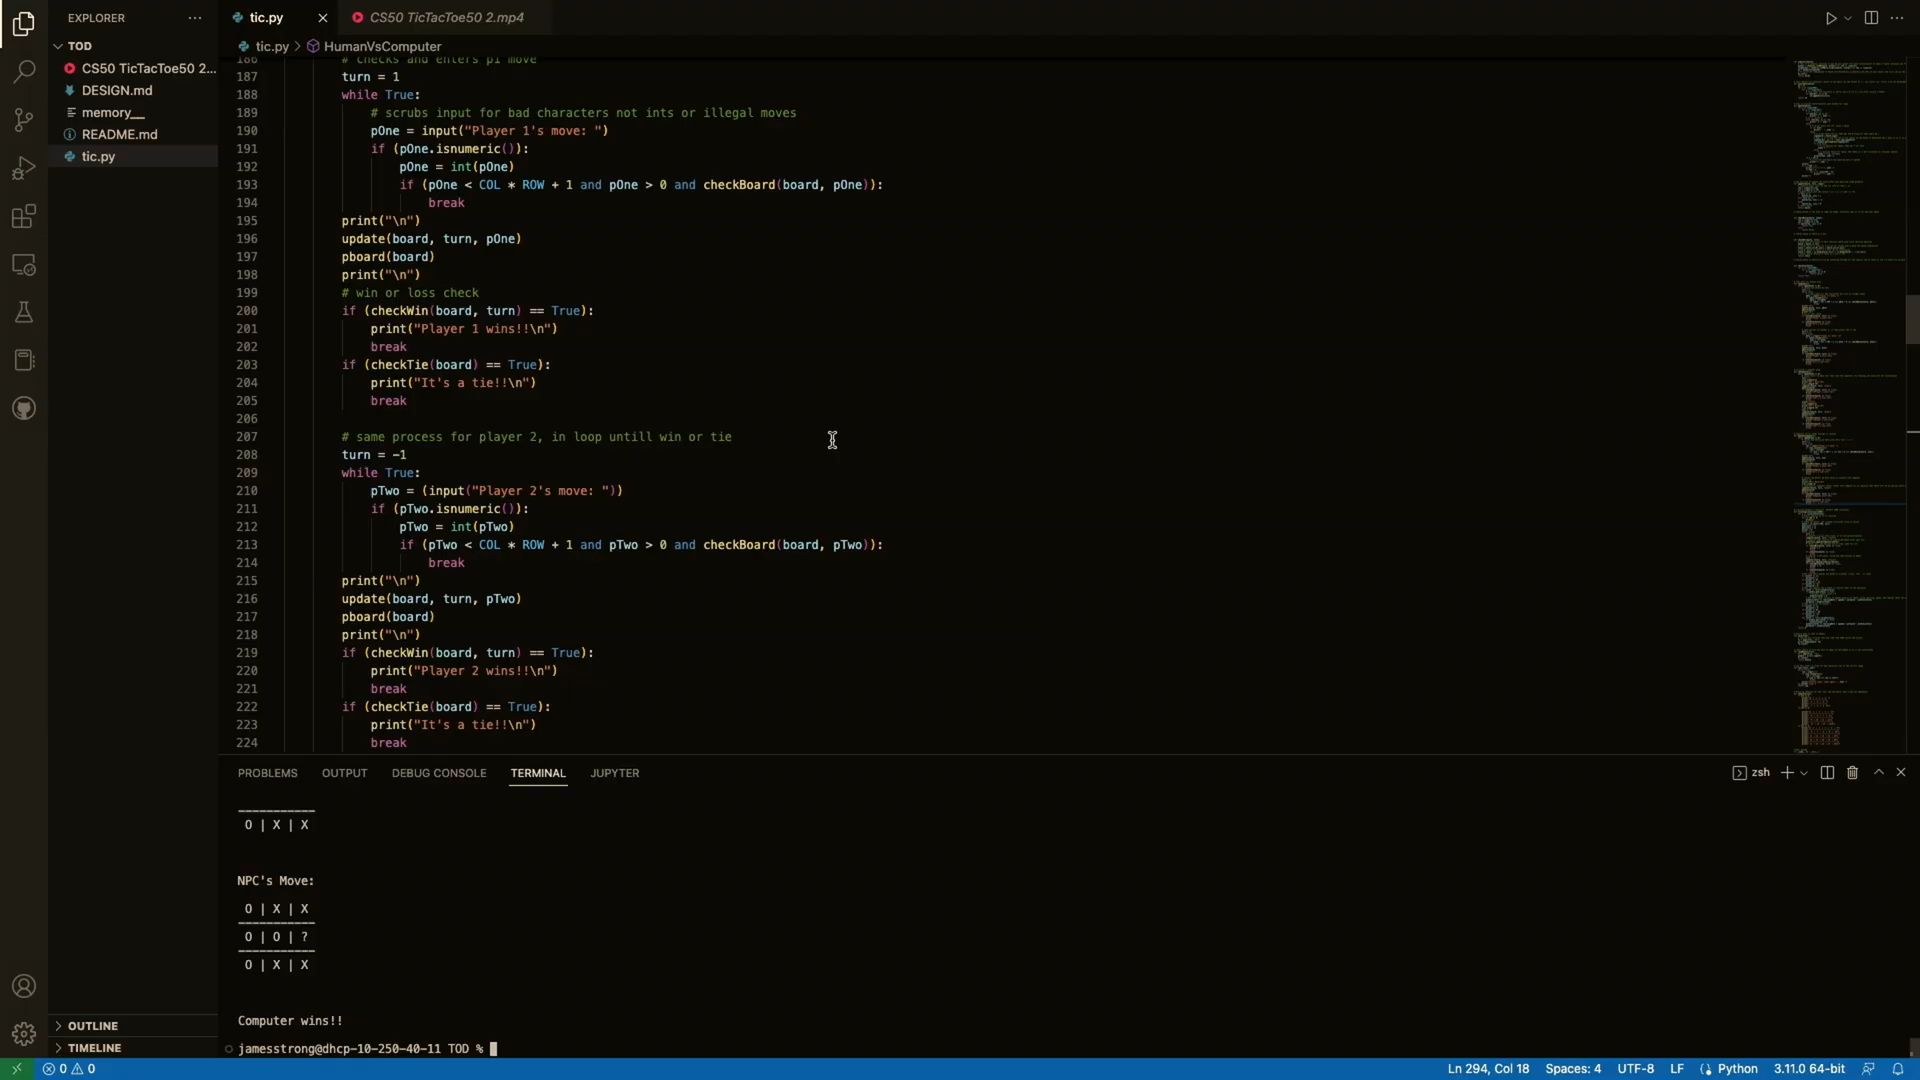 EXPLORER
TOD
CS50 TicTacToe50 2...
DESIGN.md
memory__
README.md
tic.py
OUTLINE
TIMELINE
tic.py
CS50 TicTacToe50 2.mp4
tic.py > HumanVsComputer
186 # checks and enters p1 move
187 turn = 1
188 while True:
189 # scrubs input for bad characters not ints or illegal moves
190 pOne = input("Player 1's move: ")
191 if (pOne.isnumeric()):
192 pOne = int(pOne)
193 if (pOne < COL * ROW + 1 and pOne > 0 and checkBoard(board, pOne)):
194 break
195 print("\n")
196 update(board, turn, pOne)
197 pboard(board)
198 print("\n")
199 # win or loss check
200 if (checkWin(board, turn) == True):
201 print("Player 1 wins!!\n")
202 break
203 if (checkTie(board) == True):
204 print("It's a tie!!\n")
205 break
206
207 # same process for player 2, in loop untill win or tie
208 turn = -1
209 while True:
210 pTwo = (input("Player 2's move: "))
211 if (pTwo.isnumeric()):
212 pTwo = int(pTwo)
213 if (pTwo < COL * ROW + 1 and pTwo > 0 and checkBoard(board, pTwo)):
214 break
215 print("\n")
216 update(board, turn, pTwo)
217 pboard(board)
218 print("\n")
219 if (checkWin(board, turn) == True):
220 print("Player 2 wins!!\n")
221 break
222 if (checkTie(board) == True):
223 print("It's a tie!!\n")
224 break
PROBLEMS OUTPUT DEBUG CONSOLE TERMINAL JUPYTER
zsh
-----------
O | X | X
NPC's Move:
O | X | X
-----------
O | O | ?
-----------
O | X | X
Computer wins!!
jamesstrong@dhcp-10-250-40-11 TOD %
0 0 Ln 294, Col 18 Spaces: 4 UTF-8 LF Python 3.11.0 64-bit